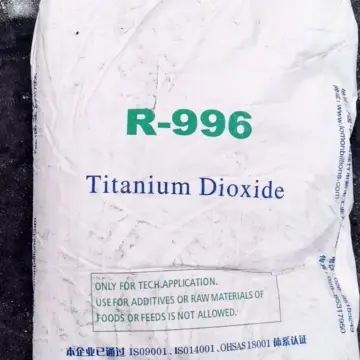 R-996
Titanium Dioxide
ONLY FOR TECH.APPLICATION.
USE FOR ADDITIVES OR RAW MATERIALS OF
FOODS OR FEEDS IS NOT ALLOWED.
本企业已通过 ISO9001、ISO14001、OHSAS18001 体系认证